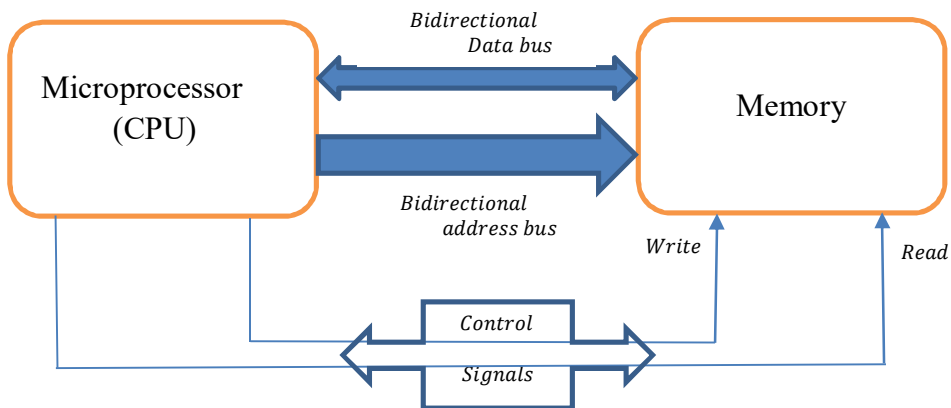 Bidirectional
Data bus
Microprocessor
(CPU)
Memory
Bidirectional
address bus
Write
Read
Control
Signals